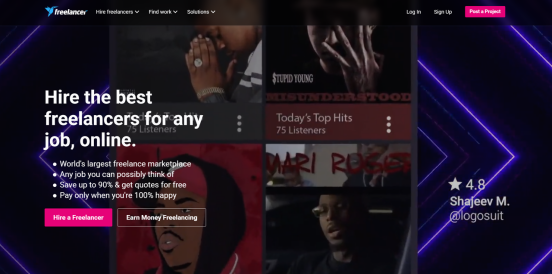 freelancer
Hire freelancers
Find work
Solutions
Log In
Sign Up
Post a Project
$TUPID YOUNG
MISUNDERSTOOD
Hire the best
freelancers for any
job, online.
Today's Top Hits
75 Listeners
75 Listeners
World's largest freelance marketplace
Any job you can possibly think of
Save up to 90% & get quotes for free
Pay only when you're 100% happy
4.8
Shajeev M.
@logosuit
Hire a Freelancer
Earn Money Freelancing